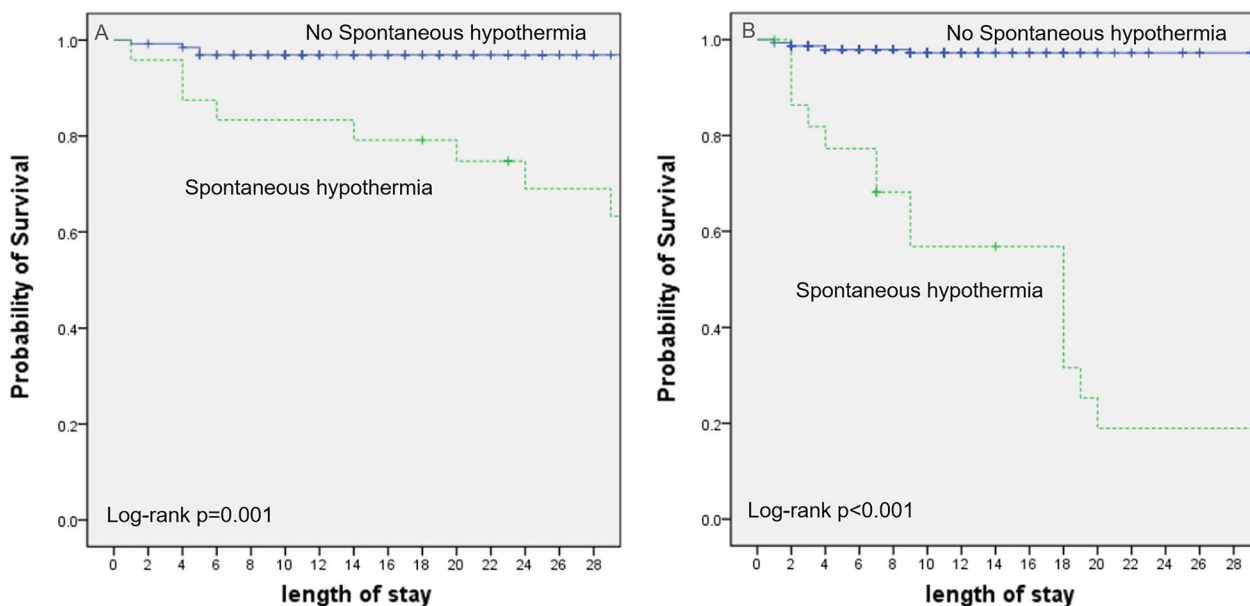 A
No Spontaneous hypothermia
1.0
0.8
Spontaneous hypothermia
0.6
0.4
0.2
0.0
Log-rank p=0.001
0 2 4 6 8 10 12 14 16 18 20 22 24 26 28
Probability of Survival
length of stay
B
No Spontaneous hypothermia
1.0
0.8
0.6
Spontaneous hypothermia
0.4
0.2
0.0
Log-rank p<0.001
0 2 4 6 8 10 12 14 16 18 20 22 24 26 28
Probability of Survival
length of stay